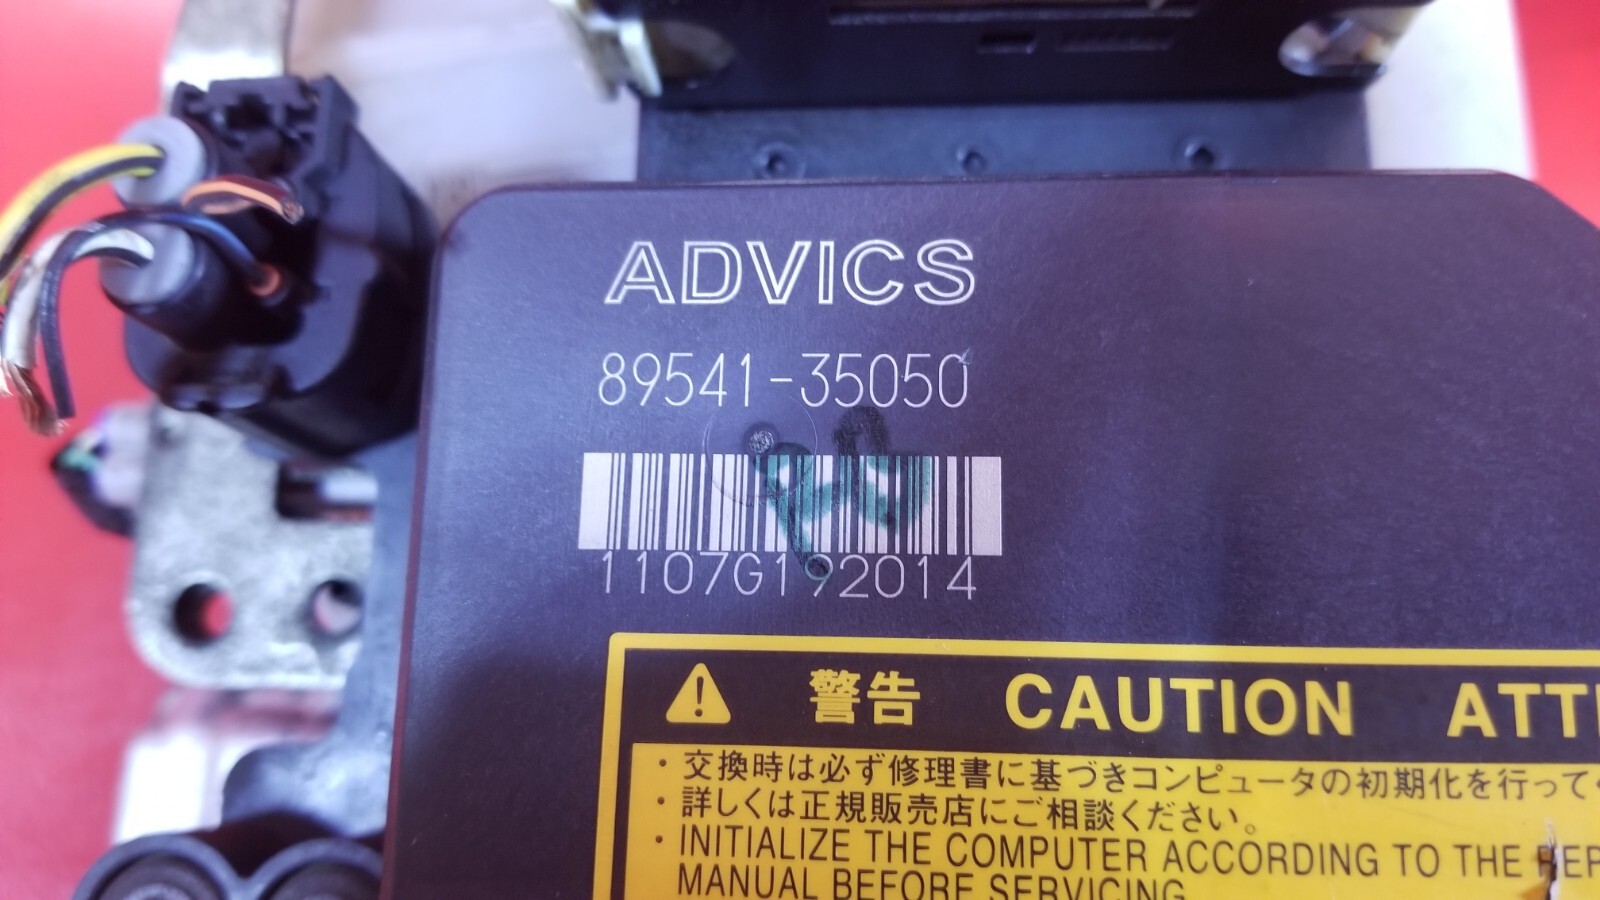 ADVICS
89541-35050
1107G192014
警告 CAUTION
・交換時は必ず修理書に基づきコンピュータの初期化を行って
・詳しくは正規販売店にご相談ください。
・INITIALIZE THE COMPUTER ACCORDING TO THE
MANUAL BEFORE SERVICING.